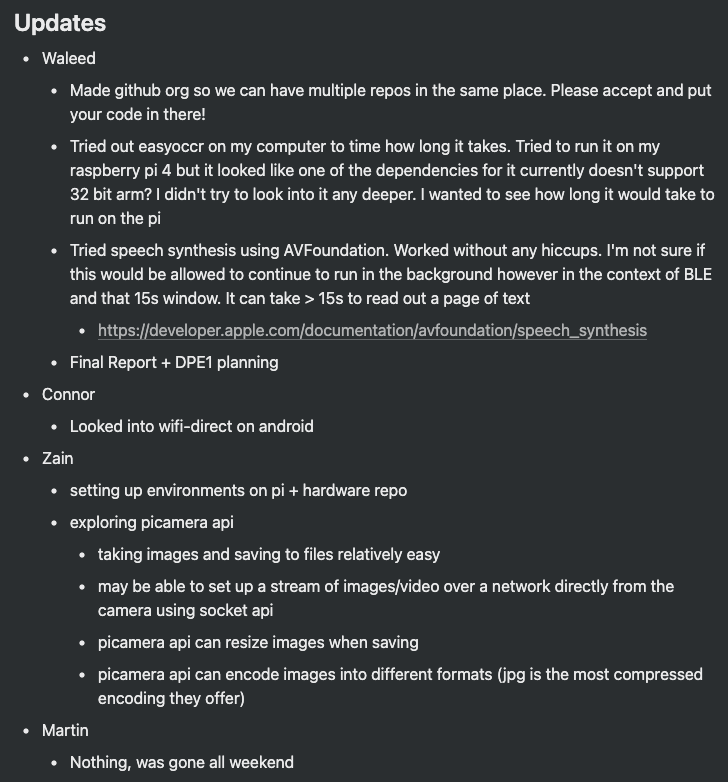 Updates
• Waleed
• Made github org so we can have multiple repos in the same place. Please accept and put
your code in there!
• Tried out easyoccr on my computer to time how long it takes. Tried to run it on my
raspberry pi 4 but it looked like one of the dependencies for it currently doesn't support
32 bit arm? I didn't try to look into it any deeper. I wanted to see how long it would take to
run on the pi
• Tried speech synthesis using AVFoundation. Worked without any hiccups. I'm not sure if
this would be allowed to continue to run in the background however in the context of BLE
and that 15s window. It can take > 15s to read out a page of text
• https://developer.apple.com/documentation/avfoundation/speech_synthesis
• Final Report + DPE1 planning
• Connor
• Looked into wifi-direct on android
• Zain
• setting up environments on pi + hardware repo
• exploring picamera api
• taking images and saving to files relatively easy
• may be able to set up a stream of images/video over a network directly from the
camera using socket api
• picamera api can resize images when saving
• picamera api can encode images into different formats (jpg is the most compressed
encoding they offer)
• Martin
• Nothing, was gone all weekend